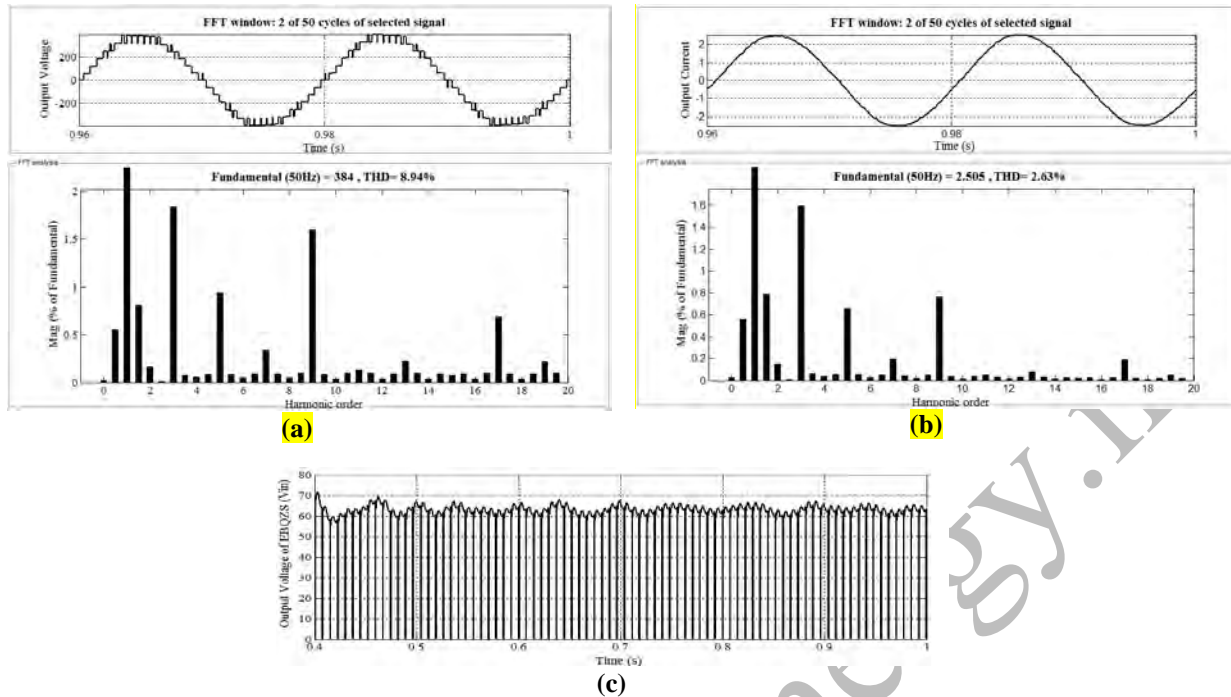 FFT window: 2 of 50 cycles of selected signal
Output Voltage
200
0
-200
0.96
0.98
1
Time (s)
FFT analysis
Fundamental (50Hz) = 384 , THD= 8.94%
Mag (% of Fundamental)
2
1.5
1
0.5
0
0 2 4 6 8 10 12 14 16 18 20
Harmonic order
(a)
FFT window: 2 of 50 cycles of selected signal
Output Current
2
1
0
-1
-2
0.96
0.98
1
Time (s)
FFT analysis
Fundamental (50Hz) = 2.505 , THD= 2.63%
Mag (% of Fundamental)
1.6
1.4
1.2
1
0.8
0.6
0.4
0.2
0
0 2 4 6 8 10 12 14 16 18 20
Harmonic order
(b)
Output Voltage of EBQZS (Vin)
80
70
60
50
40
30
20
10
0
0.4 0.5 0.6 0.7 0.8 0.9 1
Time (s)
(c)